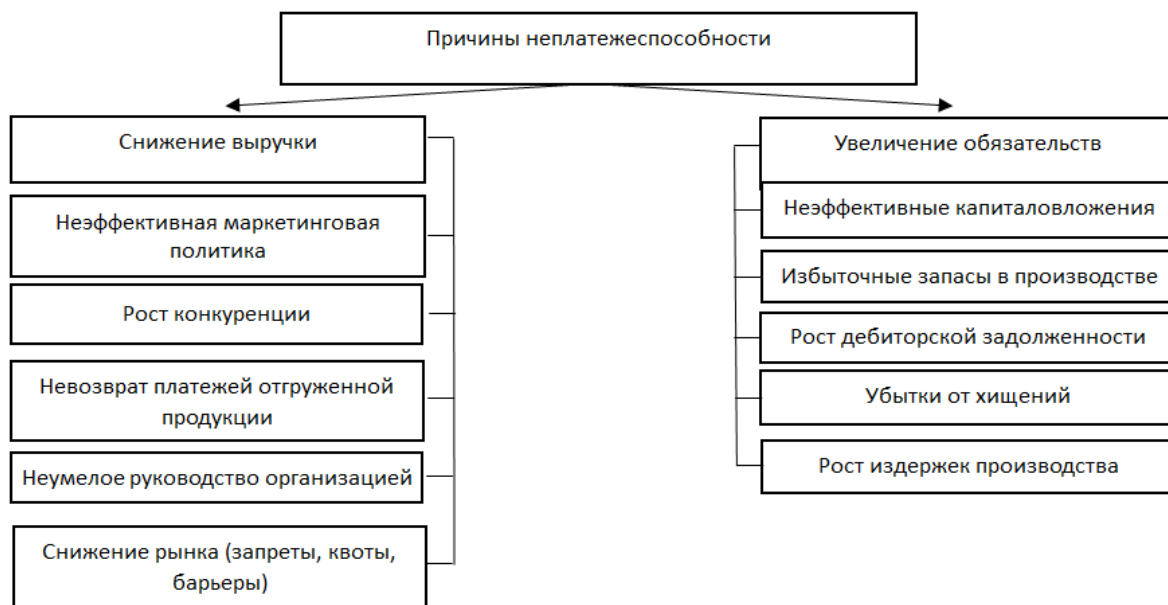 Причины неплатежеспособности
Снижение выручки
Неэффективная маркетинговая
политика
Рост конкуренции
Невозврат платежей отгруженной
продукции
Неумелое руководство организацией
Снижение рынка (запреты, квоты,
барьеры)
Увеличение обязательств
Неэффективные капиталовложения
Избыточные запасы в производстве
Рост дебиторской задолженности
Убытки от хищений
Рост издержек производства